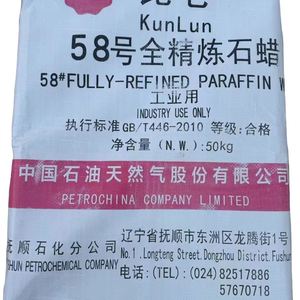 KunLun
58号全精炼石蜡
58#FULLY-REFINED PARAFFIN W
工业用
INDUSTRY USE ONLY
执行标准GB/T446-2010 等级:合格
净含量(N.W.):50kg
中国石油天然气股份有限公司
PETROCHINA COMPANY LIMITED
抚顺石化分公司
SHUN PETROCHEMICAL COMPANY
辽宁省抚顺市东洲区龙腾街1号
No.1.Longteng Street.Dongzhou District.Fushun
电话(TEL):(024)82517886
57670718